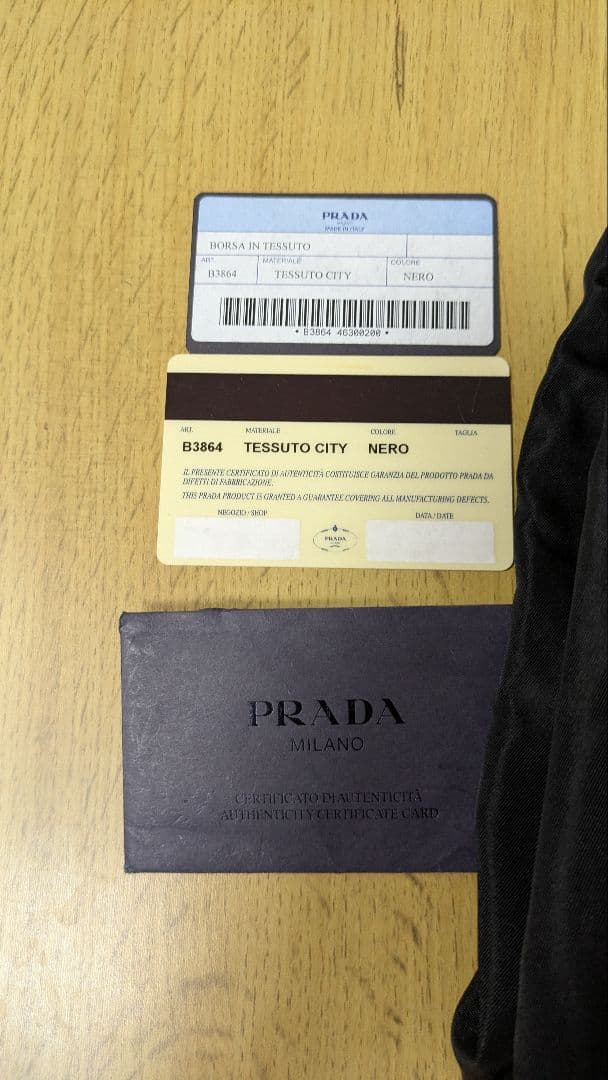 PRADA
MADE IN ITALY
BORSA IN TESSUTO
ART. MATERIALE COLORE
B3864 TESSUTO CITY NERO
• B3864 46300200 •
ART. MATERIALE COLORE TAGLIA
B3864 TESSUTO CITY NERO
IL PRESENTE CERTIFICATO DI AUTENTICITÀ COSTITUISCE GARANZIA DEL PRODOTTO PRADA DA
DIFETTI DI FABBRICAZIONE.
THIS PRADA PRODUCT IS GRANTED A GUARANTEE COVERING ALL MANUFACTURING DEFECTS.
NEGOZIO / SHOP DATA / DATE
PRADA
PRADA
MILANO
CERTIFICATO DI AUTENTICITÀ
AUTHENTICITY CERTIFICATE CARD